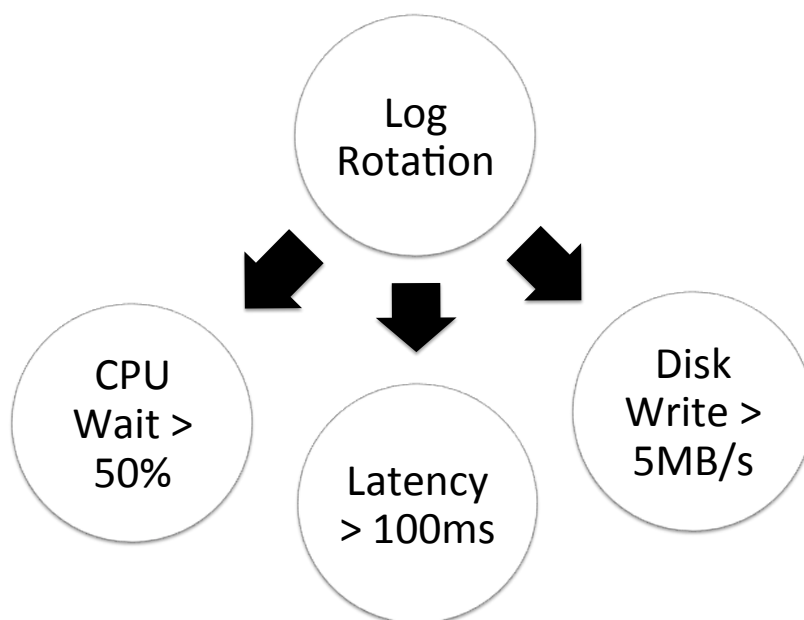 Log
Rotation
CPU
Wait >
50%
Latency
> 100ms
Disk
Write >
5MB/s